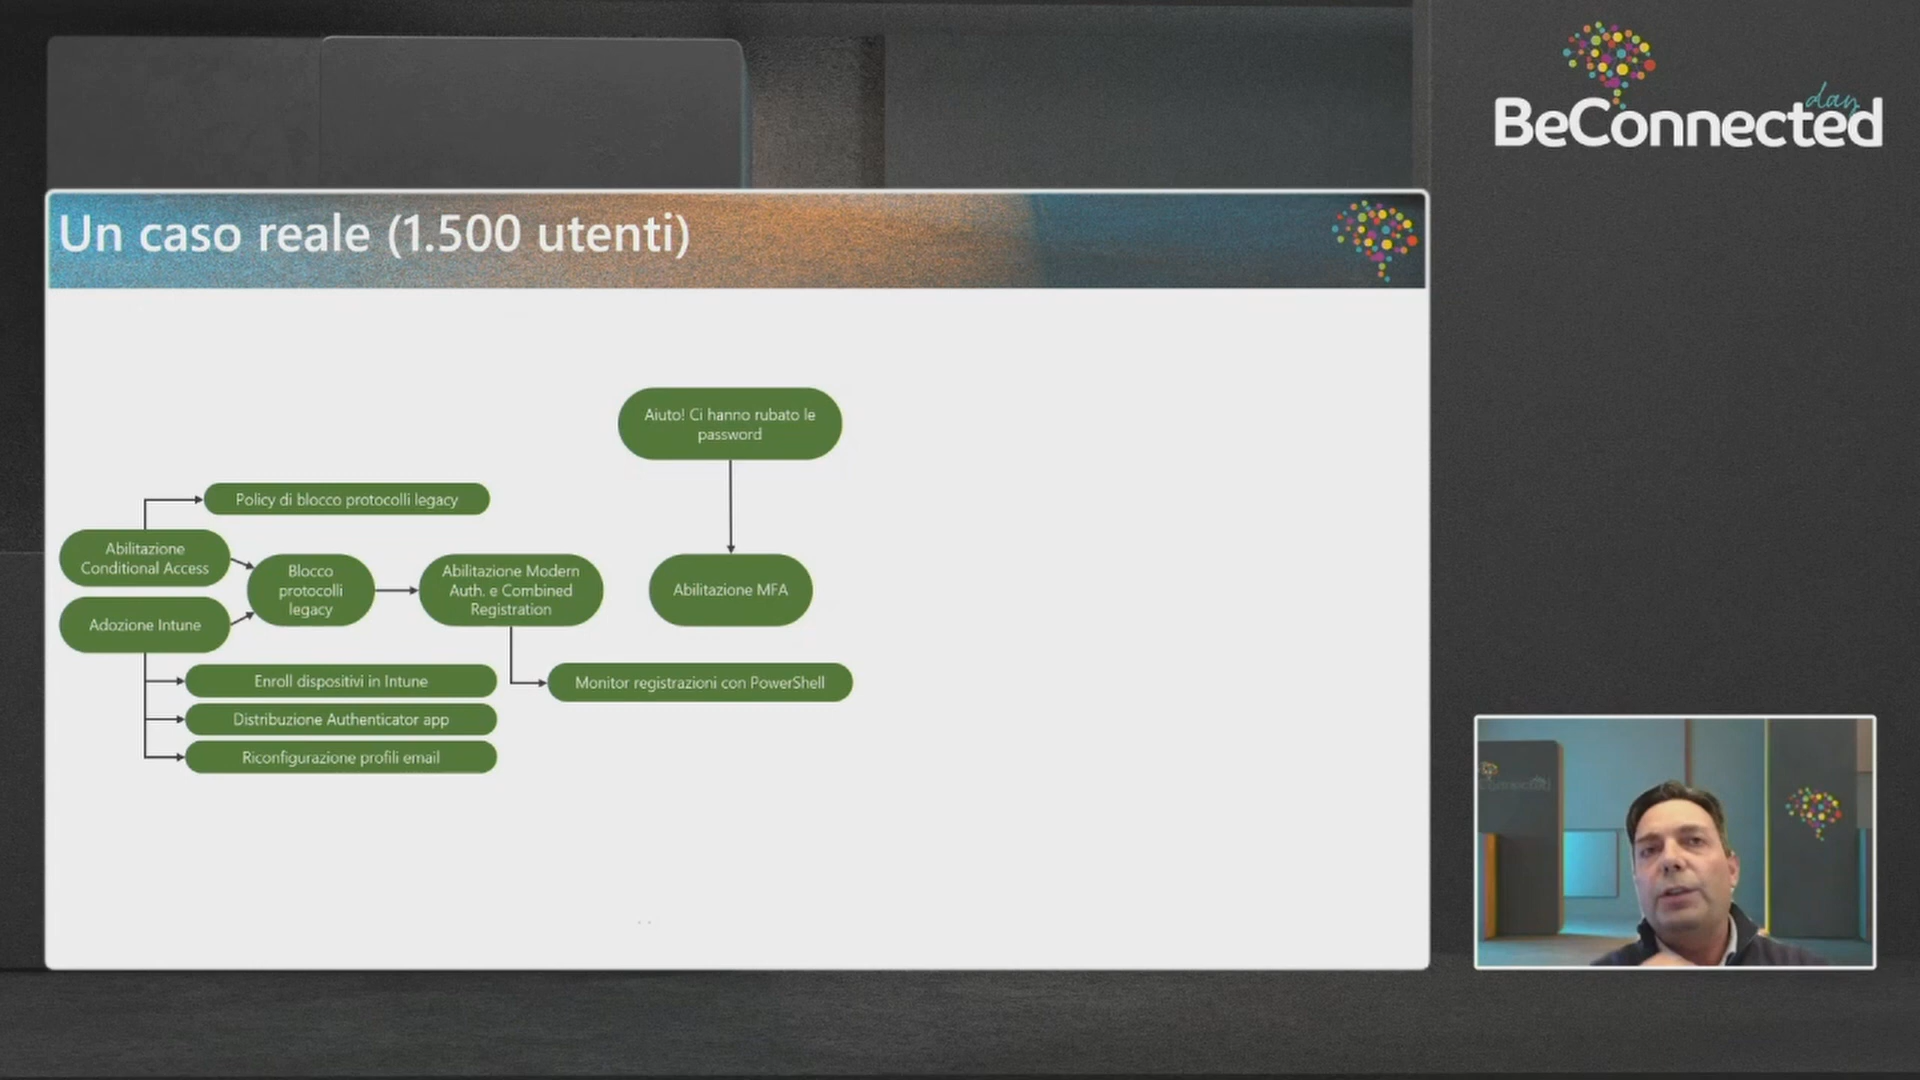 BeConnected
day
Un caso reale (1.500 utenti)
Aiuto! Ci hanno rubato le
password
Policy di blocco protocolli legacy
Abilitazione
Conditional Access
Blocco
protocolli
legacy
Abilitazione Modern
Auth. e Combined
Registration
Abilitazione MFA
Adozione Intune
Enroll dispositivi in Intune
Monitor registrazioni con PowerShell
Distribuzione Authenticator app
Riconfigurazione profili email